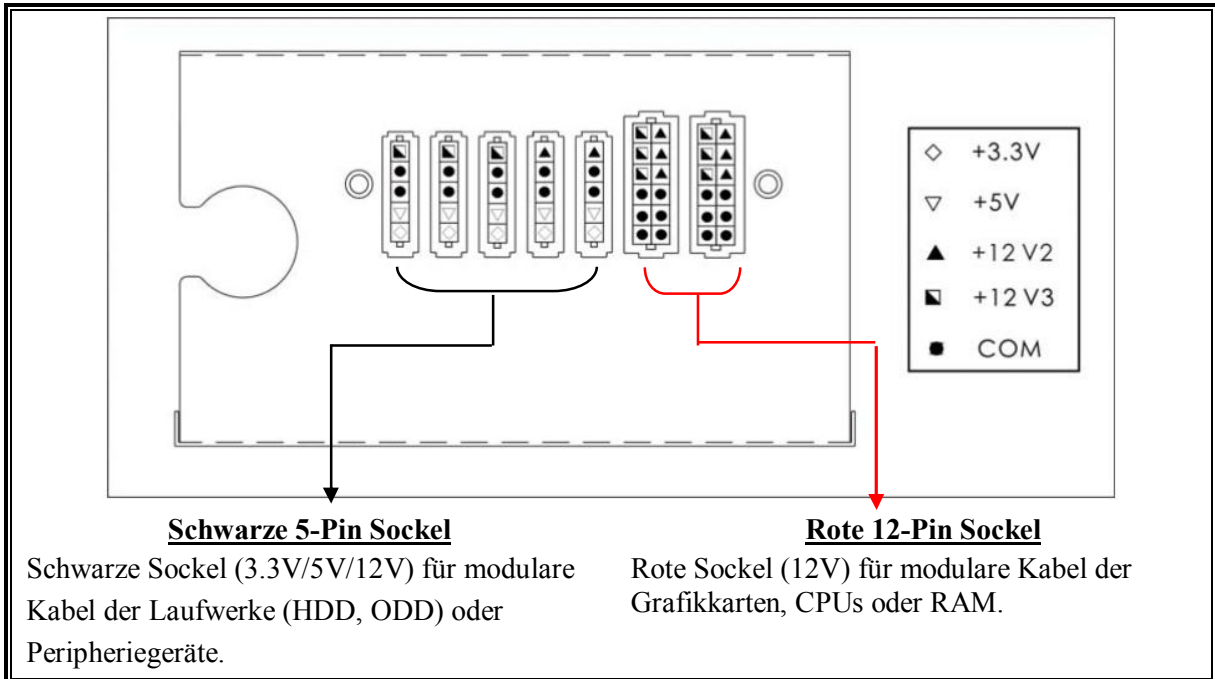 +3.3V
+5V
+12 V2
+12 V3
COM
Schwarze 5-Pin Sockel
Schwarze Sockel (3.3V/5V/12V) für modulare
Kabel der Laufwerke (HDD, ODD) oder
Peripheriegeräte.
Rote 12-Pin Sockel
Rote Sockel (12V) für modulare Kabel der
Grafikkarten, CPUs oder RAM.